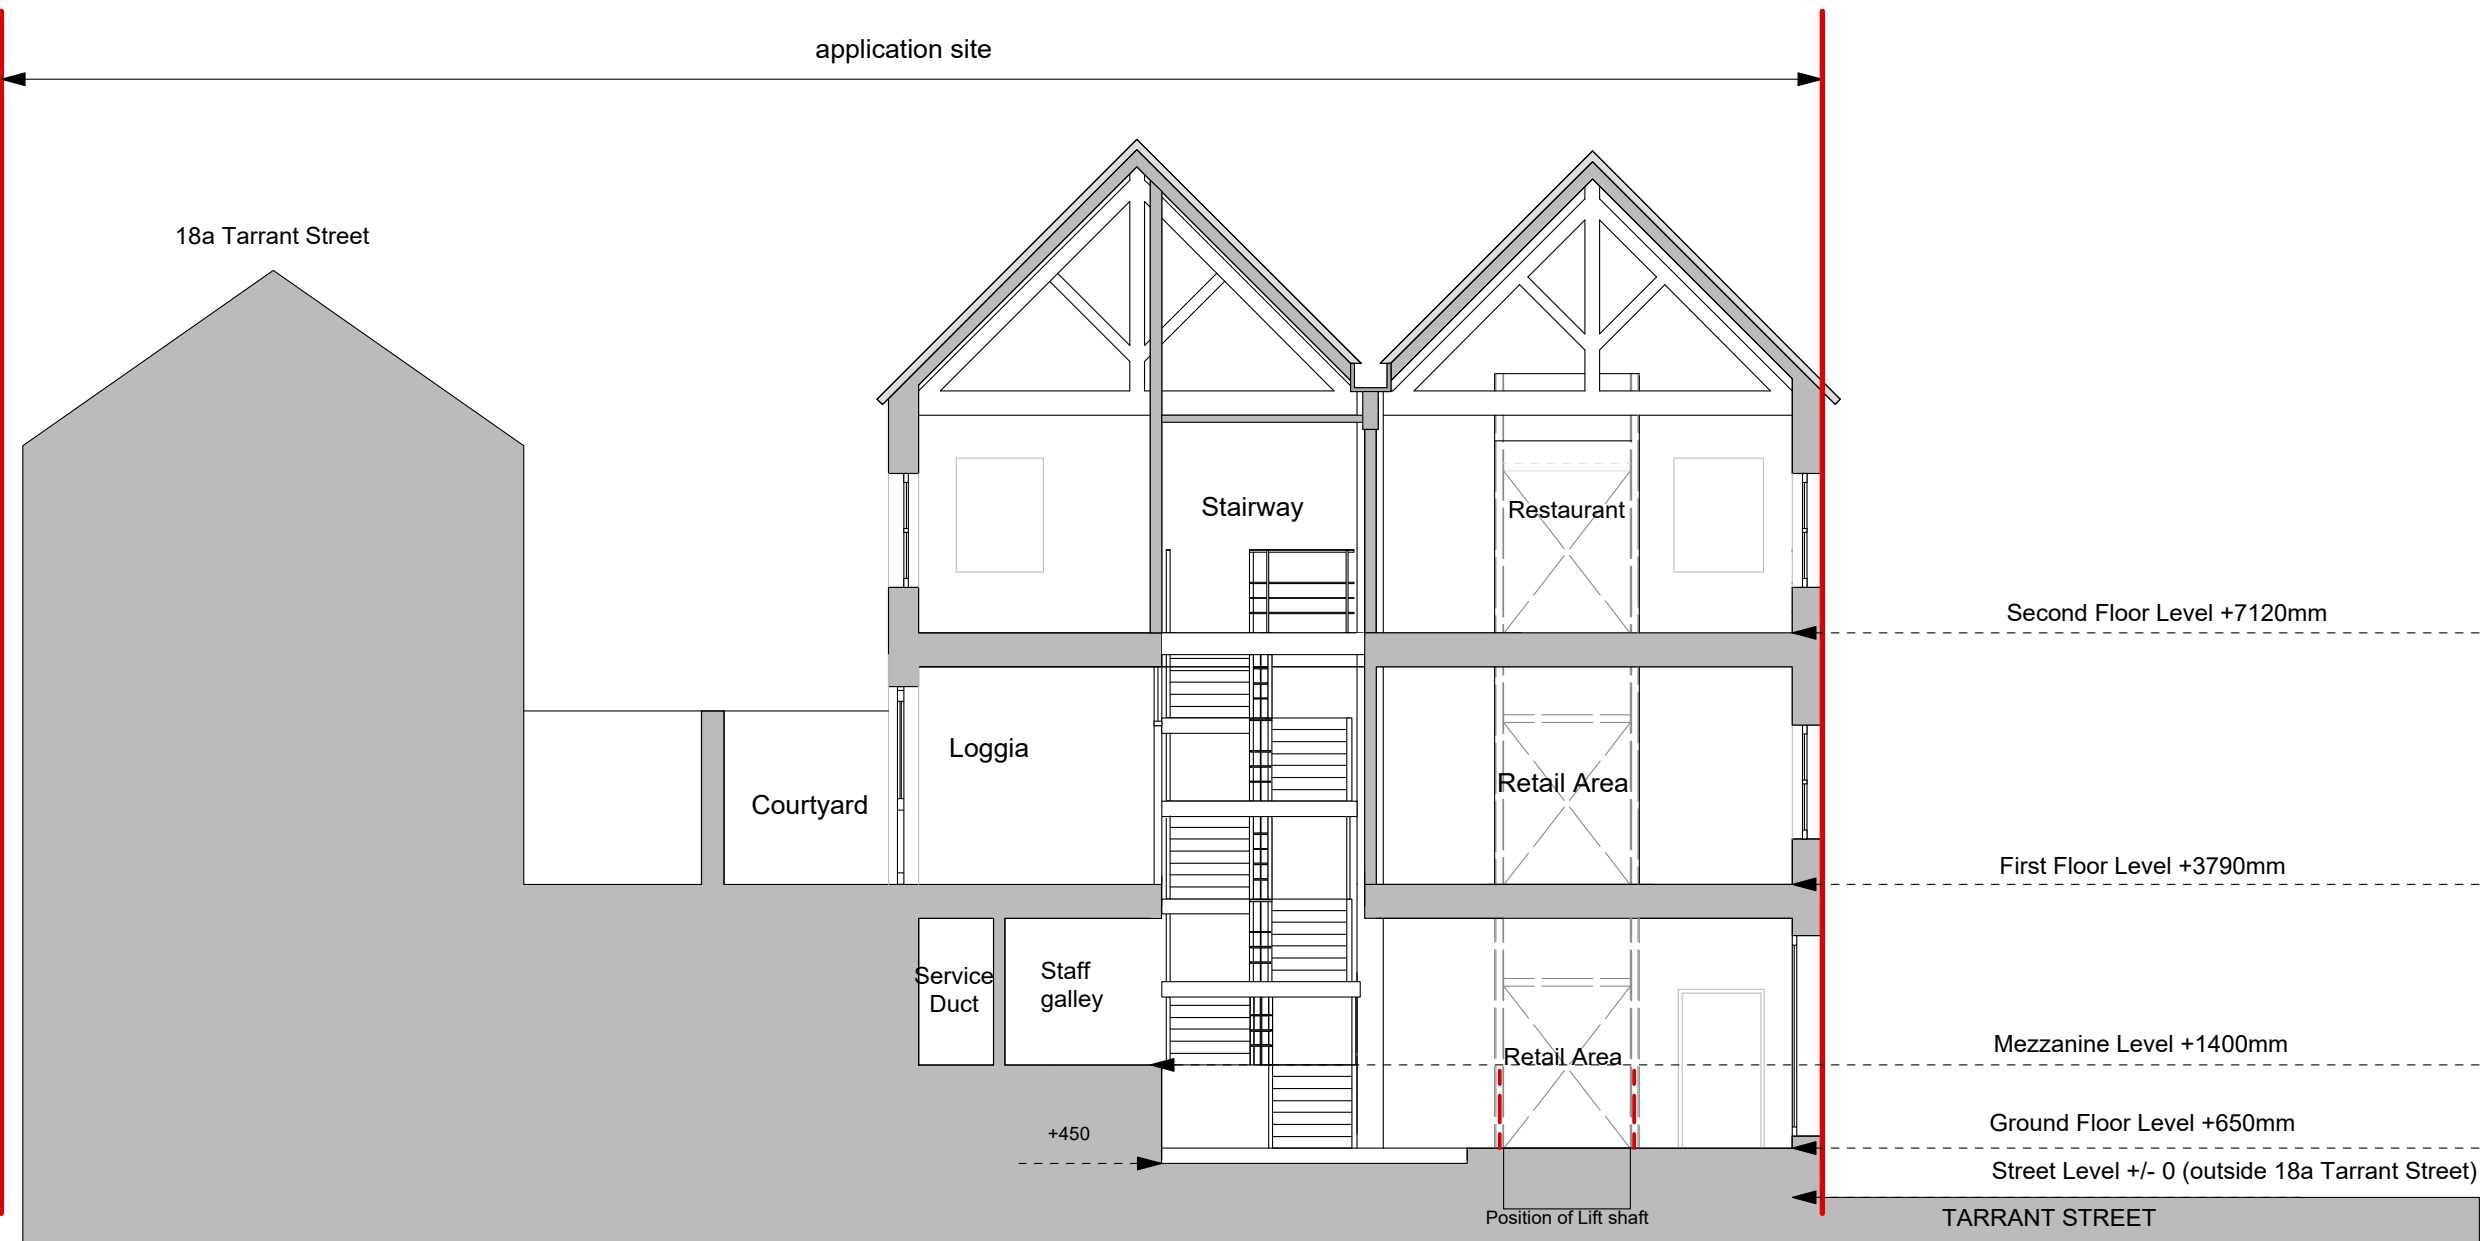 application site
18a Tarrant Street
Stairway
Restaurant
Second Floor Level +7120mm
Loggia
Retail Area
Courtyard
First Floor Level +3790mm
Service
Duct
Staff
galley
Mezzanine Level +1400mm
Retail Area
Ground Floor Level +650mm
+450
Street Level +/- 0 (outside 18a Tarrant Street)
Position of Lift shaft
TARRANT STREET